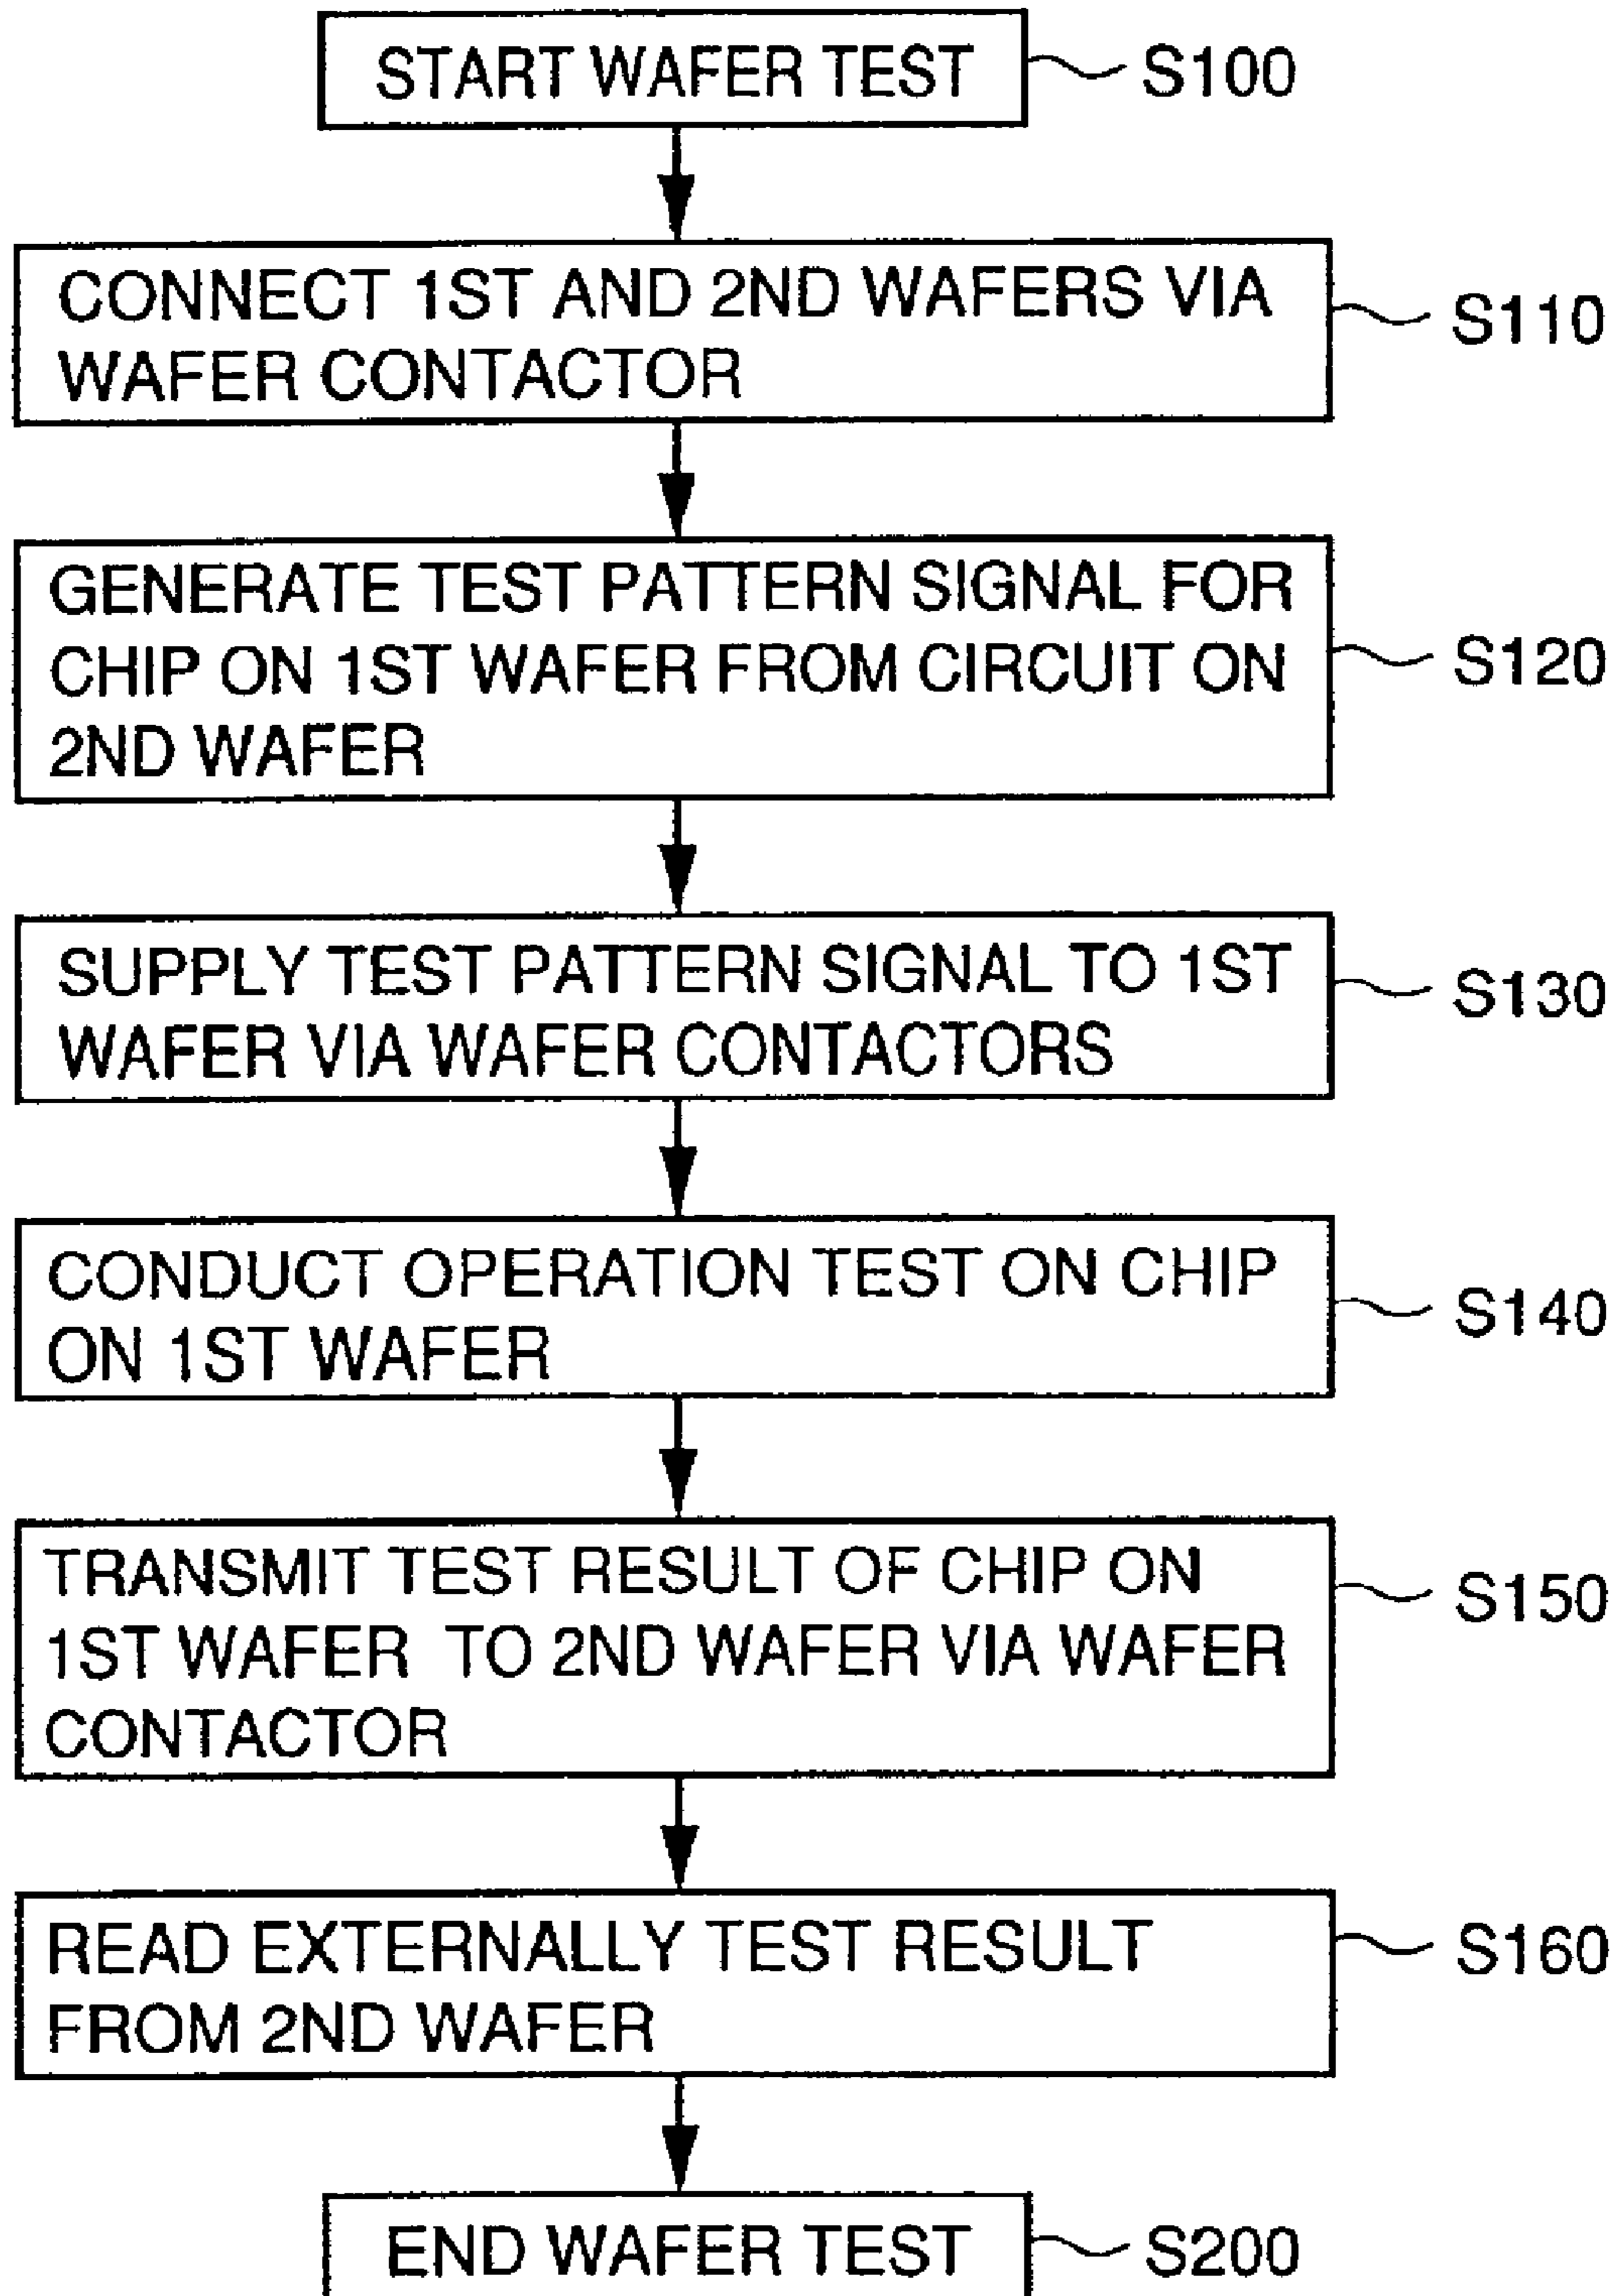 START WAFER TEST
S100
CONNECT 1ST AND 2ND WAFERS VIA
WAFER CONTACTOR
S110
GENERATE TEST PATTERN SIGNAL FOR
CHIP ON 1ST WAFER FROM CIRCUIT ON
2ND WAFER
S120
SUPPLY TEST PATTERN SIGNAL TO 1ST
WAFER VIA WAFER CONTACTORS
S130
CONDUCT OPERATION TEST ON CHIP
ON 1ST WAFER
S140
TRANSMIT TEST RESULT OF CHIP ON
1ST WAFER TO 2ND WAFER VIA WAFER
CONTACTOR
S150
READ EXTERNALLY TEST RESULT
FROM 2ND WAFER
S160
END WAFER TEST
S200